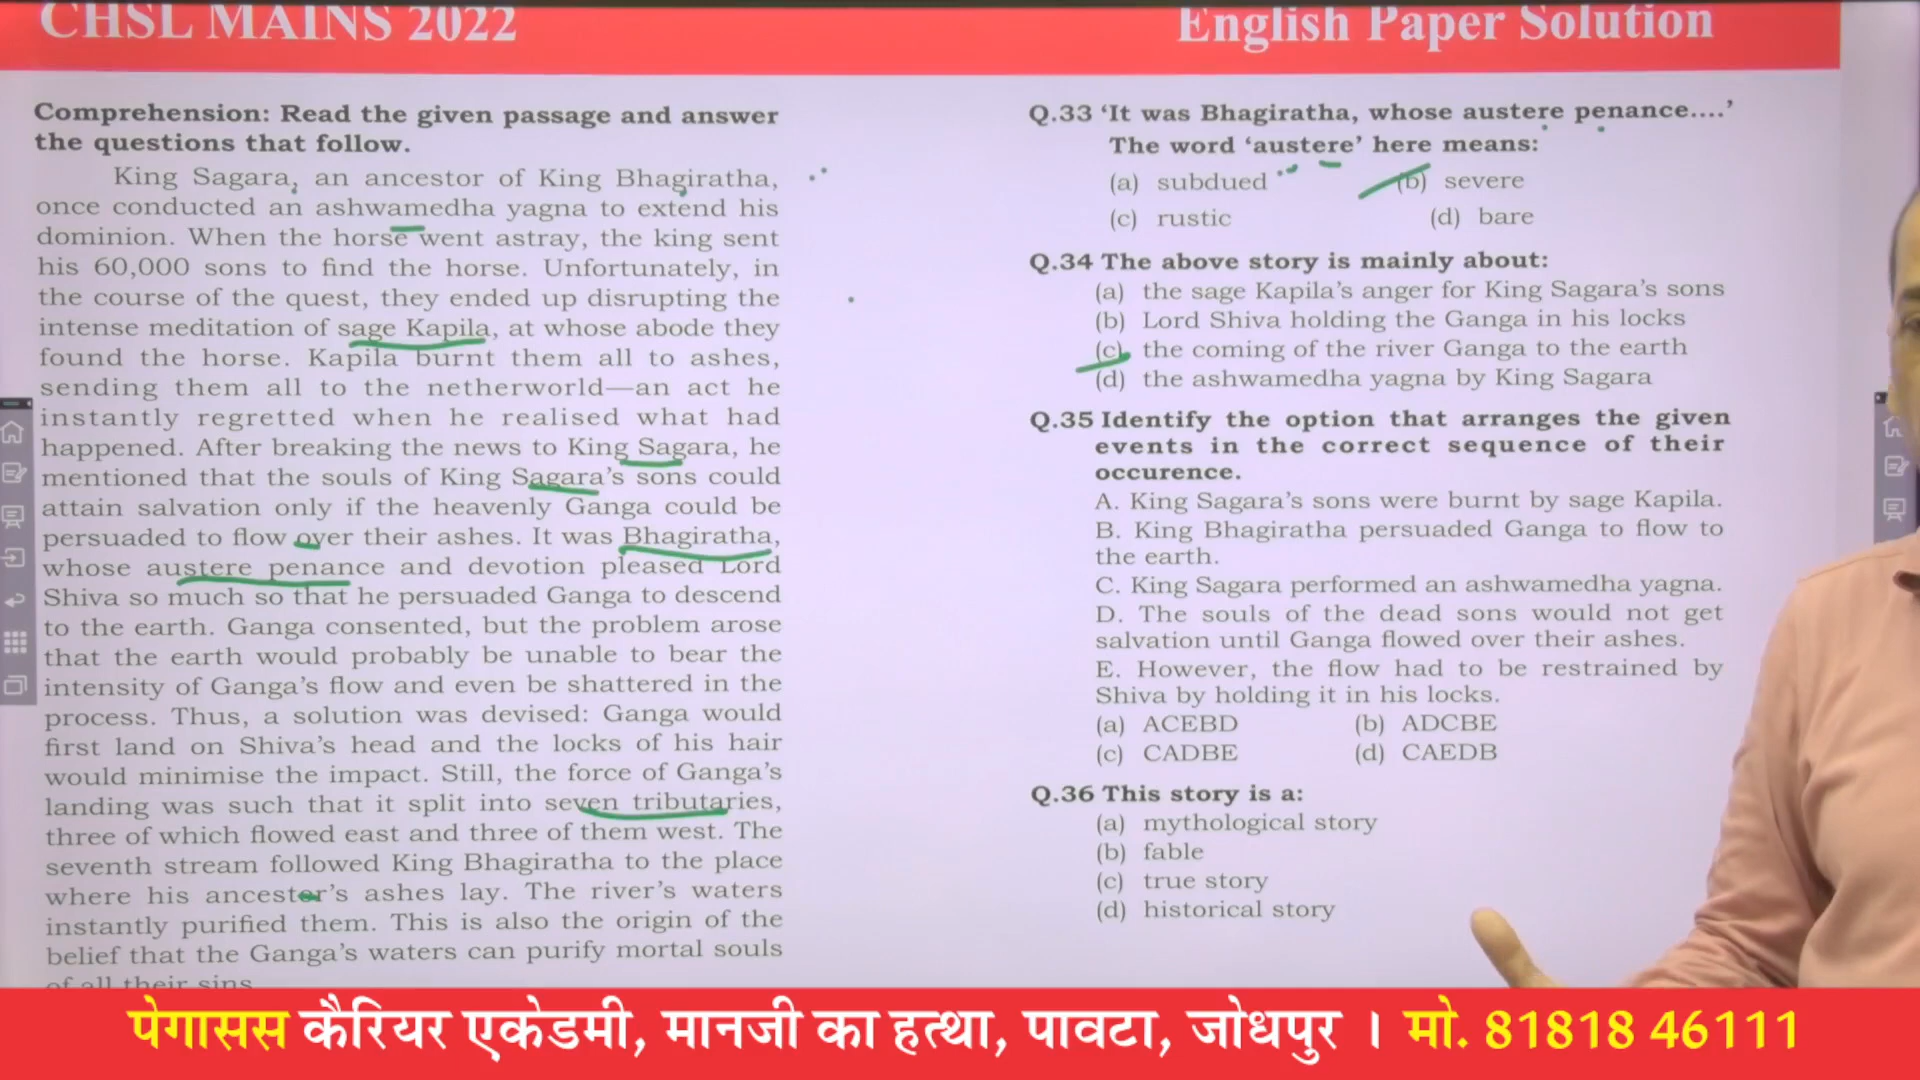 CHSL MAINS 2022
English Paper Solution
Comprehension: Read the given passage and answer
the questions that follow.
King Sagara, an ancestor of King Bhagiratha,
once conducted an ashwamedha yagna to extend his
dominion. When the horse went astray, the king sent
his 60,000 sons to find the horse. Unfortunately, in
the course of the quest, they ended up disrupting the
intense meditation of sage Kapila, at whose abode they
found the horse. Kapila burnt them all to ashes,
sending them all to the netherworld—an act he
instantly regretted when he realised what had
happened. After breaking the news to King Sagara, he
mentioned that the souls of King Sagara's sons could
attain salvation only if the heavenly Ganga could be
persuaded to flow over their ashes. It was Bhagiratha,
whose austere penance and devotion pleased Lord
Shiva so much so that he persuaded Ganga to descend
to the earth. Ganga consented, but the problem arose
that the earth would probably be unable to bear the
intensity of Ganga's flow and even be shattered in the
process. Thus, a solution was devised: Ganga would
first land on Shiva's head and the locks of his hair
would minimise the impact. Still, the force of Ganga's
landing was such that it split into seven tributaries,
three of which flowed east and three of them west. The
seventh stream followed King Bhagiratha to the place
where his ancestor's ashes lay. The river's waters
instantly purified them. This is also the origin of the
belief that the Ganga's waters can purify mortal souls
of all their sins
Q.33 'It was Bhagiratha, whose austere penance....'
The word 'austere' here means:
(a) subdued (b) severe
(c) rustic (d) bare
Q.34 The above story is mainly about:
(a) the sage Kapila's anger for King Sagara's sons
(b) Lord Shiva holding the Ganga in his locks
(c) the coming of the river Ganga to the earth
(d) the ashwamedha yagna by King Sagara
Q.35 Identify the option that arranges the given
events in the correct sequence of their
occurence.
A. King Sagara's sons were burnt by sage Kapila.
B. King Bhagiratha persuaded Ganga to flow to
the earth.
C. King Sagara performed an ashwamedha yagna.
D. The souls of the dead sons would not get
salvation until Ganga flowed over their ashes.
E. However, the flow had to be restrained by
Shiva by holding it in his locks.
(a) ACEBD (b) ADCBE
(c) CADBE (d) CAEDB
Q.36 This story is a:
(a) mythological story
(b) fable
(c) true story
(d) historical story
पेगासस कैरियर एकेडमी, मानजी का हत्था, पावटा, जोधपुर । मो. 81818 46111